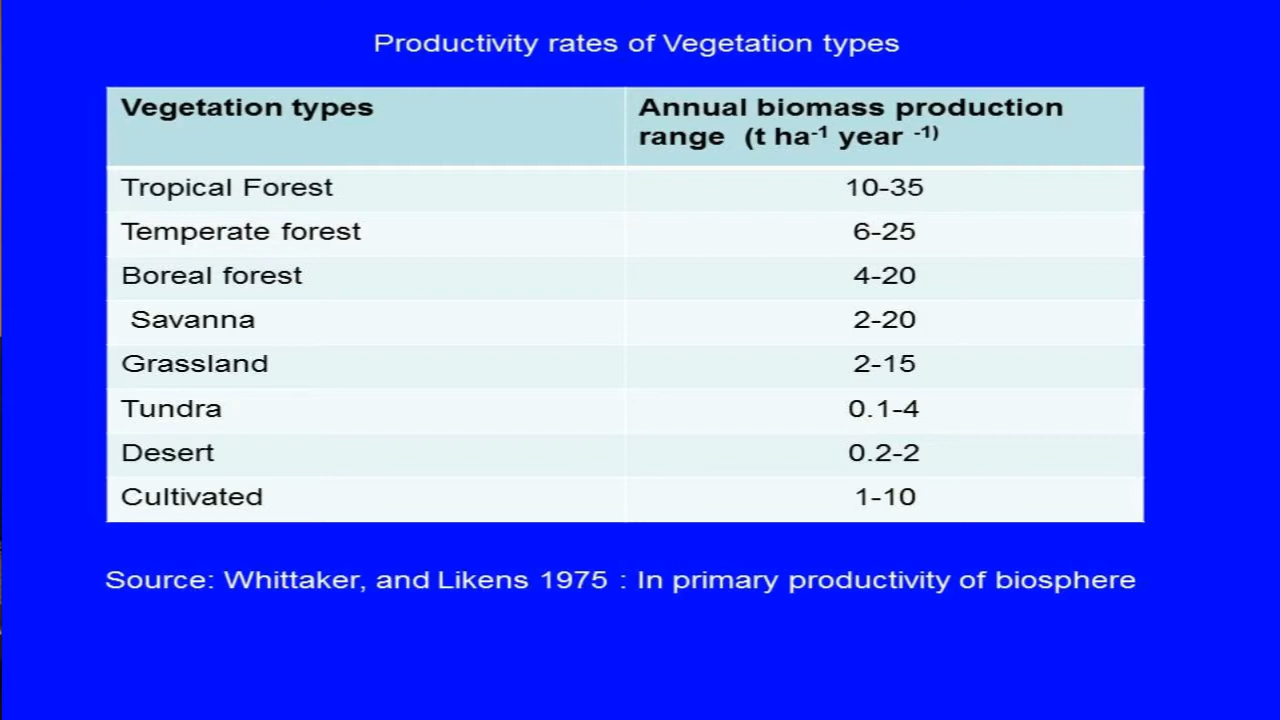 Productivity rates of Vegetation types
Vegetation types
Annual biomass production
range (t ha⁻¹ year ⁻¹⁾
Tropical Forest 10-35
Temperate forest 6-25
Boreal forest 4-20
Savanna 2-20
Grassland 2-15
Tundra 0.1-4
Desert 0.2-2
Cultivated 1-10
Source: Whittaker, and Likens 1975 : In primary productivity of biosphere